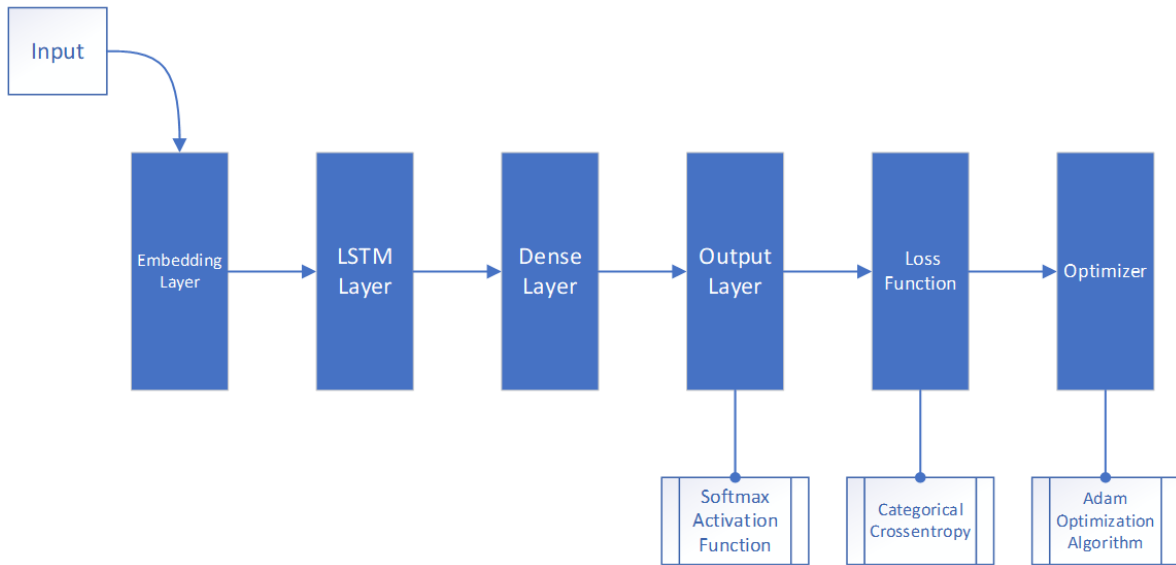 Input
Embedding
Layer
LSTM
Layer
Dense
Layer
Output
Layer
Loss
Function
Optimizer
Softmax
Activation
Function
Categorical
Crossentropy
Adam
Optimization
Algorithm